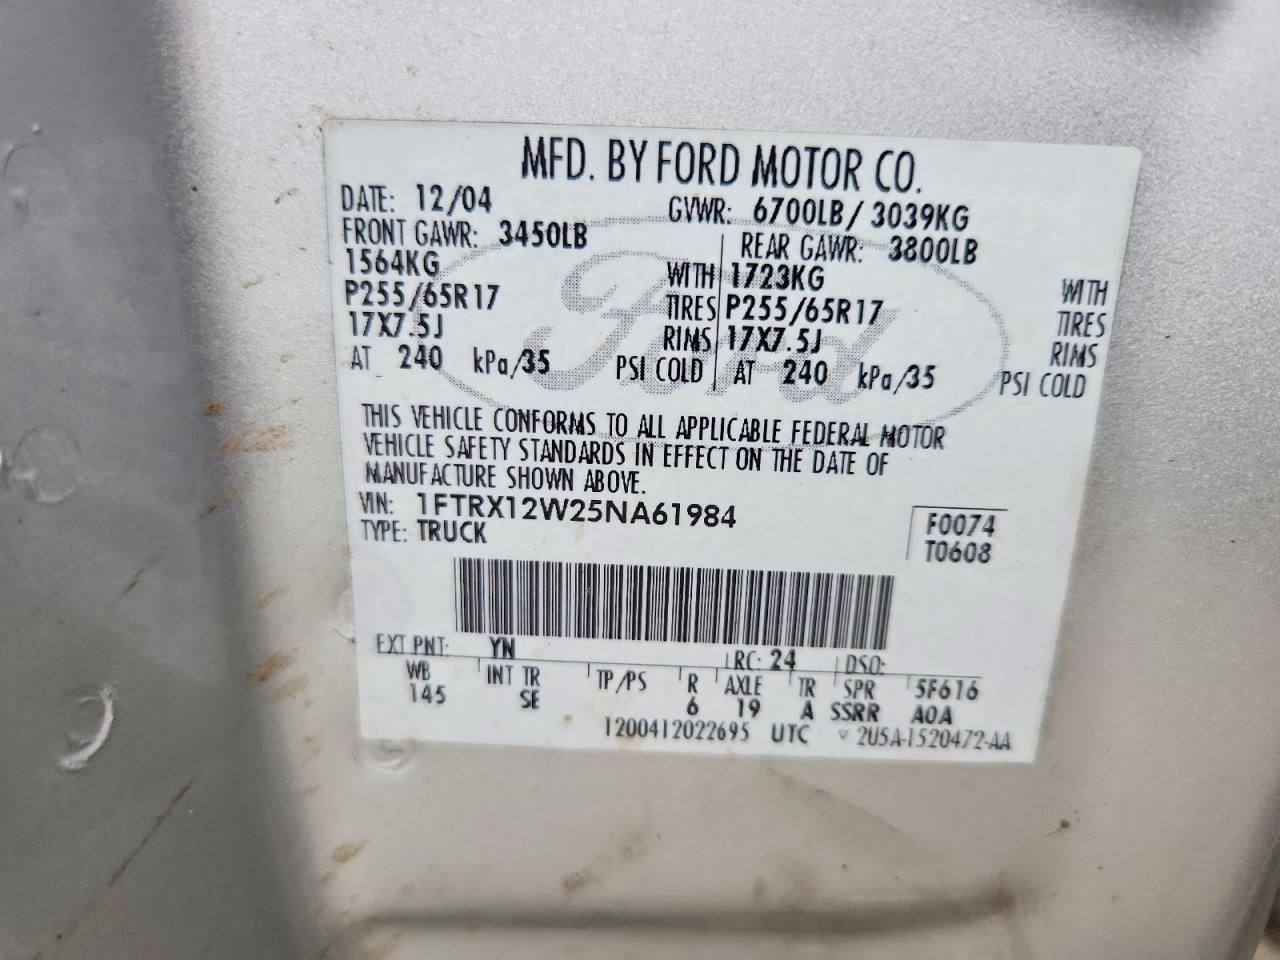 MFD. BY FORD MOTOR CO.
DATE: 12/04 GVWR: 6700LB/ 3039KG
FRONT GAWR: 3450LB REAR GAWR: 3800LB
1564KG WITH 1723KG WITH
P255/65R17 TIRES P255/65R17 TIRES
17X7.5J RIMS 17X7.5J RIMS
AT 240 kPa/35 PSI COLD AT 240 kPa/35 PSI COLD
Ford
THIS VEHICLE CONFORMS TO ALL APPLICABLE FEDERAL MOTOR
VEHICLE SAFETY STANDARDS IN EFFECT ON THE DATE OF
MANUFACTURE SHOWN ABOVE.
VIN: 1FTRX12W25NA61984 F0074
TYPE: TRUCK T0608
EXT PNT: YN RC: 24 DSO:
WB INT TR TP/PS R AXLE TR SPR 5F616
145 SE 6 19 A SSRR A0A
1200412022695 UTC ▽ 2U5A-1520472-AA